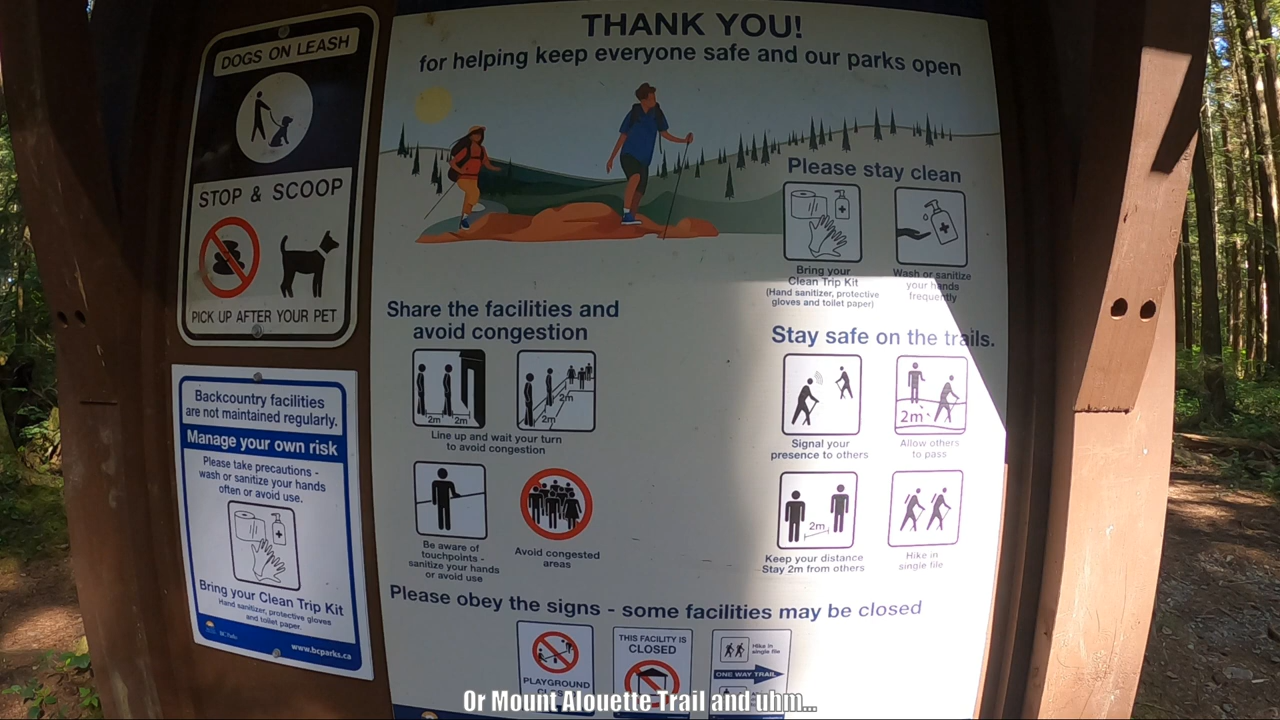 DOGS ON LEASH
STOP & SCOOP
PICK UP AFTER YOUR PET
Backcountry facilities
are not maintained regularly.
Manage your own risk
Please take precautions -
wash or sanitize your hands
often or avoid use.
Bring your Clean Trip Kit
Hand sanitizer, protective gloves
and toilet paper.
BC Parks
www.bcparks.ca
THANK YOU!
for helping keep everyone safe and our parks open
Please stay clean
Bring your
Clean Trip Kit
(Hand sanitizer, protective
gloves and toilet paper)
Wash or sanitize
your hands
frequently
Share the facilities and
avoid congestion
2m 2m
2m
2m
Line up and wait your turn
to avoid congestion
Be aware of
touchpoints -
sanitize your hands
or avoid use
Avoid congested
areas
Stay safe on the trails.
Signal your
presence to others
2m
Allow others
to pass
2m
Keep your distance
Stay 2m from others
Hike in
single file
Please obey the signs - some facilities may be closed
PLAYGROUND
THIS FACILITY IS
CLOSED
Hike in
single file
ONE WAY TRAIL
Or Mount Alouette Trail and uhm...